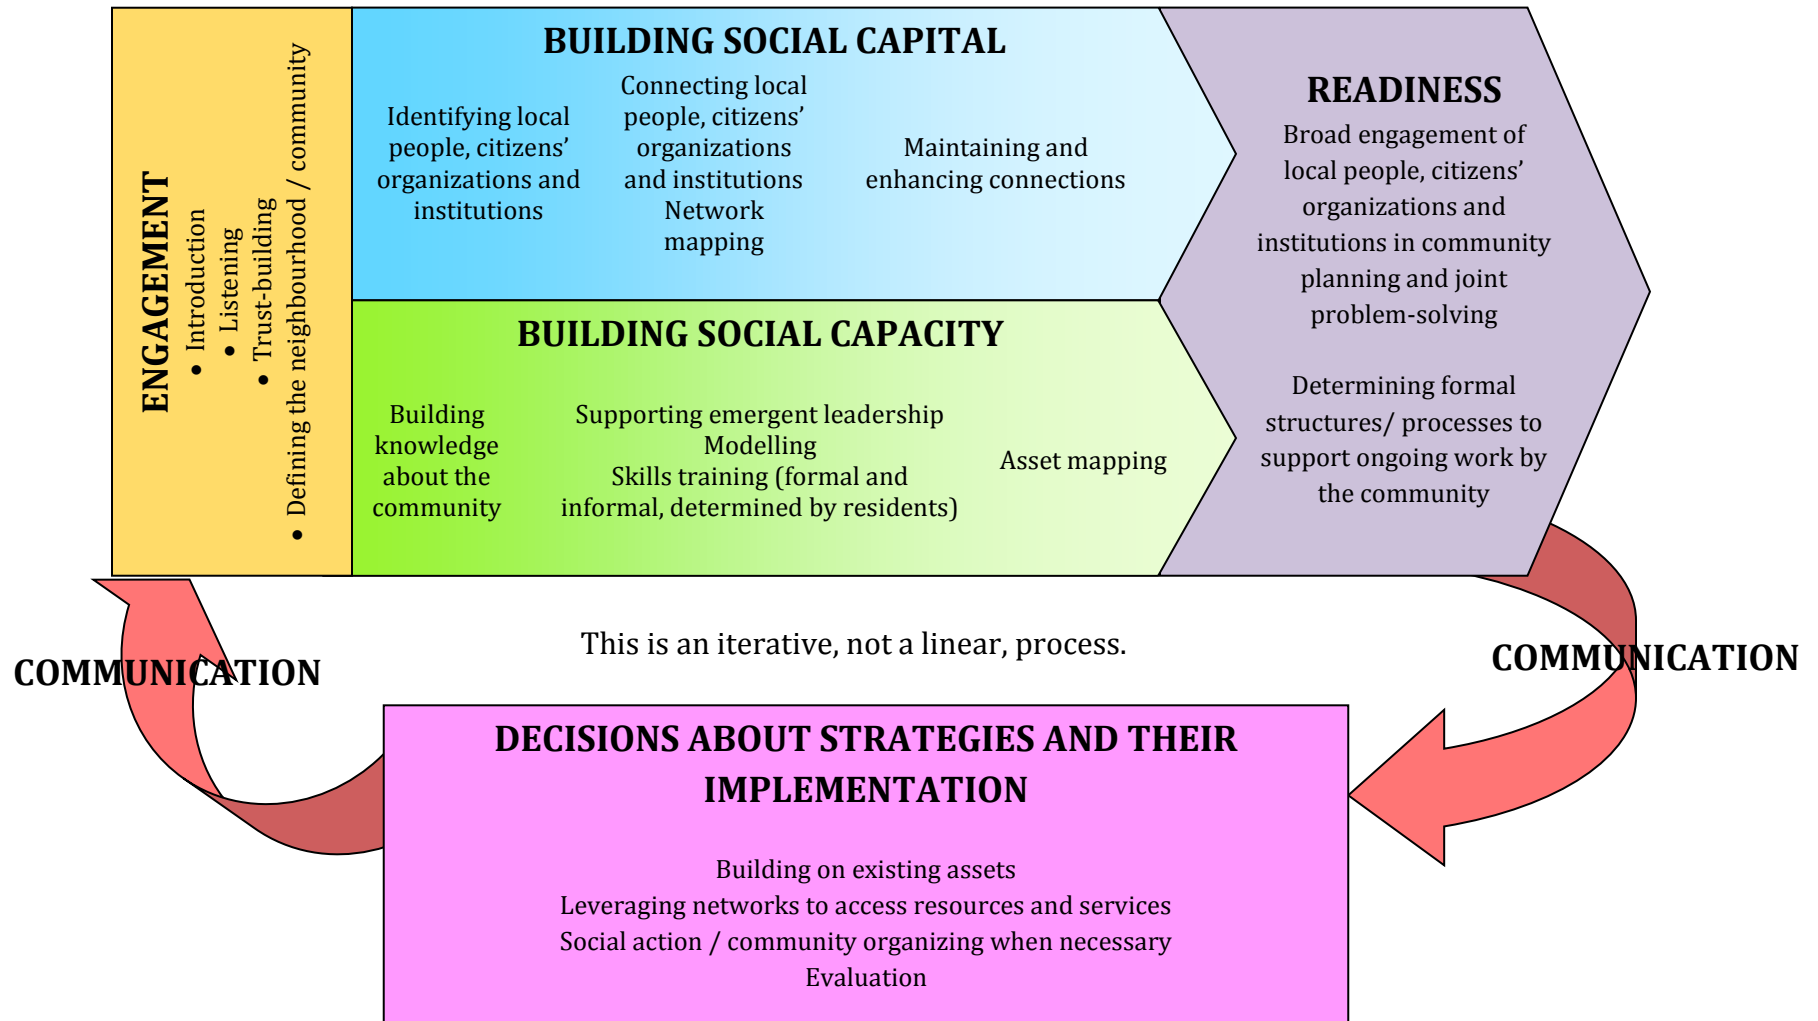 ENGAGEMENT
• Introduction
• Listening
• Trust-building
• Defining the neighbourhood / community
BUILDING SOCIAL CAPITAL
Identifying local
people, citizens’
organizations and
institutions
Connecting local
people, citizens’
organizations
and institutions
Network
mapping
Maintaining and
enhancing connections
BUILDING SOCIAL CAPACITY
Building
knowledge
about the
community
Supporting emergent leadership
Modelling
Skills training (formal and
informal, determined by residents)
Asset mapping
READINESS
Broad engagement of
local people, citizens’
organizations and
institutions in community
planning and joint
problem-solving
Determining formal
structures/ processes to
support ongoing work by
the community
This is an iterative, not a linear, process.
COMMUNICATION
COMMUNICATION
DECISIONS ABOUT STRATEGIES AND THEIR
IMPLEMENTATION
Building on existing assets
Leveraging networks to access resources and services
Social action / community organizing when necessary
Evaluation